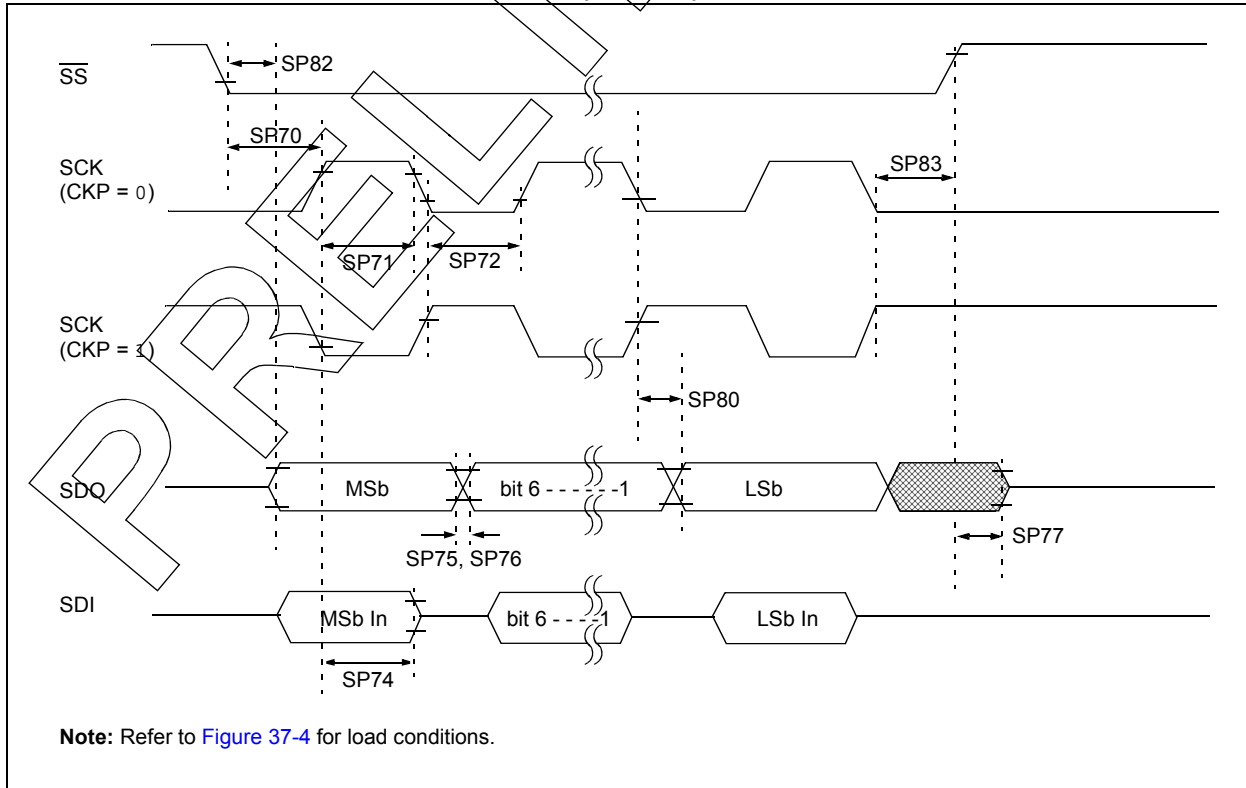 SS
SP82
SP70
SCK
(CKP = 0)
SP83
SP71
SP72
SCK
(CKP = 1)
SP80
SDO
MSb
bit 6 - - - - - -1
LSb
SP77
SP75, SP76
SDI
MSb In
bit 6 - - - -1
LSb In
SP74
Note: Refer to Figure 37-4 for load conditions.
PRELI